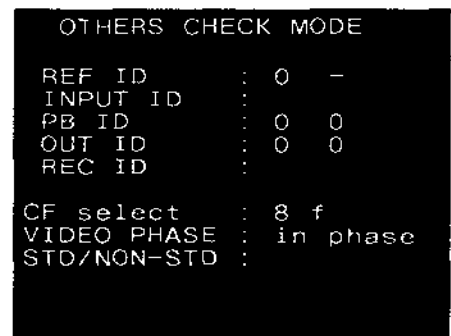 OTHERS CHECK MODE
REF ID : 0 -
INPUT ID :
PB ID : 0 0
OUT ID : 0 0
REC ID :
CF select : 8 f
VIDEO PHASE : in phase
STD/NON-STD :